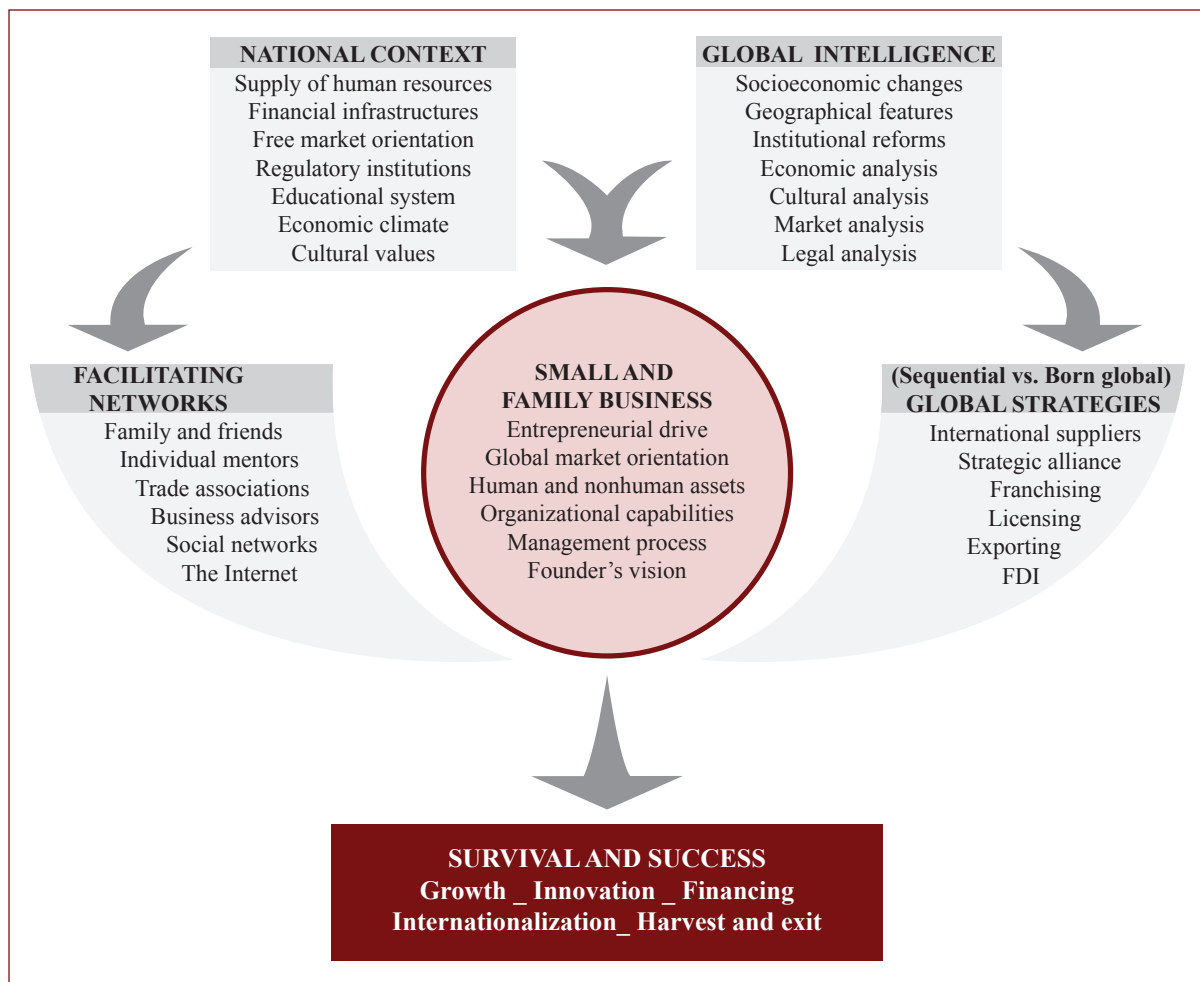 NATIONAL CONTEXT
Supply of human resources
Financial infrastructures
Free market orientation
Regulatory institutions
Educational system
Economic climate
Cultural values
GLOBAL INTELLIGENCE
Socioeconomic changes
Geographical features
Institutional reforms
Economic analysis
Cultural analysis
Market analysis
Legal analysis
FACILITATING
NETWORKS
Family and friends
Individual mentors
Trade associations
Business advisors
Social networks
The Internet
SMALL AND
FAMILY BUSINESS
Entrepreneurial drive
Global market orientation
Human and nonhuman assets
Organizational capabilities
Management process
Founder’s vision
(Sequential vs. Born global)
GLOBAL STRATEGIES
International suppliers
Strategic alliance
Franchising
Licensing
Exporting
FDI
SURVIVAL AND SUCCESS
Growth _ Innovation _ Financing
Internationalization_ Harvest and exit